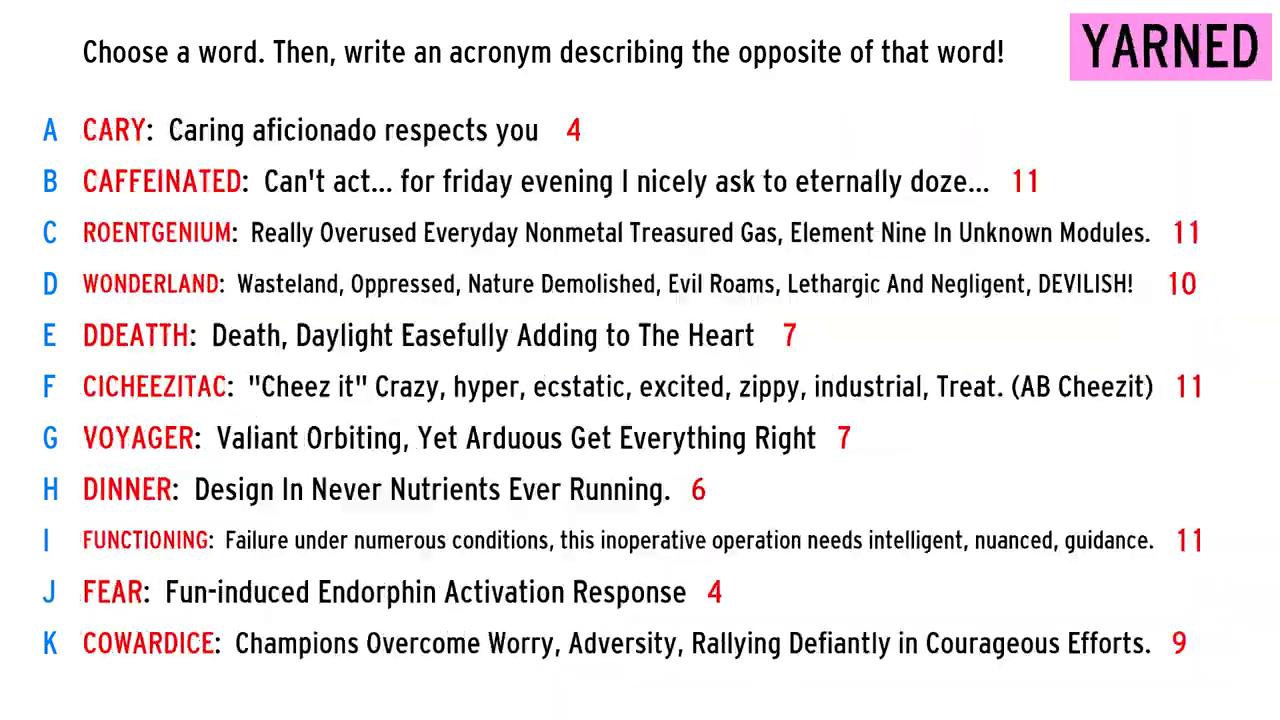 Choose a word. Then, write an acronym describing the opposite of that word!
YARNED
A CARY: Caring aficionado respects you 4
B CAFFEINATED: Can't act... for friday evening I nicely ask to eternally doze... 11
C ROENTGENIUM: Really Overused Everyday Nonmetal Treasured Gas, Element Nine In Unknown Modules. 11
D WONDERLAND: Wasteland, Oppressed, Nature Demolished, Evil Roams, Lethargic And Negligent, DEVILISH! 10
E DDEATTH: Death, Daylight Easefully Adding to The Heart 7
F CICHEEZITAC: "Cheez it" Crazy, hyper, ecstatic, excited, zippy, industrial, Treat. (AB Cheezit) 11
G VOYAGER: Valiant Orbiting, Yet Arduous Get Everything Right 7
H DINNER: Design In Never Nutrients Ever Running. 6
I FUNCTIONING: Failure under numerous conditions, this inoperative operation needs intelligent, nuanced, guidance. 11
J FEAR: Fun-induced Endorphin Activation Response 4
K COWARDICE: Champions Overcome Worry, Adversity, Rallying Defiantly in Courageous Efforts. 9